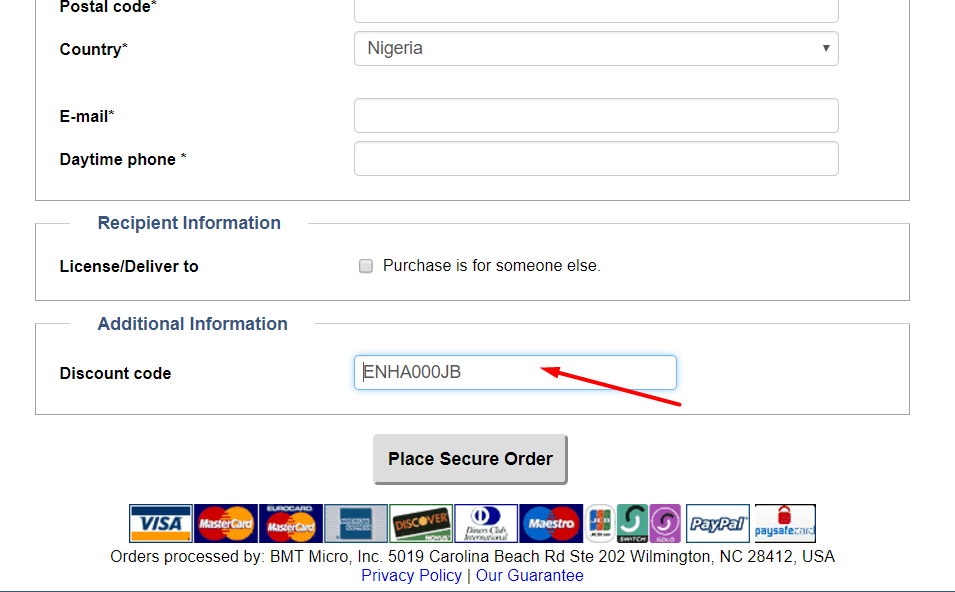 Postal code*
Country* Nigeria
E-mail*
Daytime phone *
Recipient Information
License/Deliver to Purchase is for someone else.
Additional Information
Discount code ENHA000JB
Place Secure Order
VISA MasterCard EUROCARD MasterCard DISCOVER Diners Club International Maestro JCB SWITCH SOLO PayPal paysafecard
Orders processed by: BMT Micro, Inc. 5019 Carolina Beach Rd Ste 202 Wilmington, NC 28412, USA
Privacy Policy | Our Guarantee